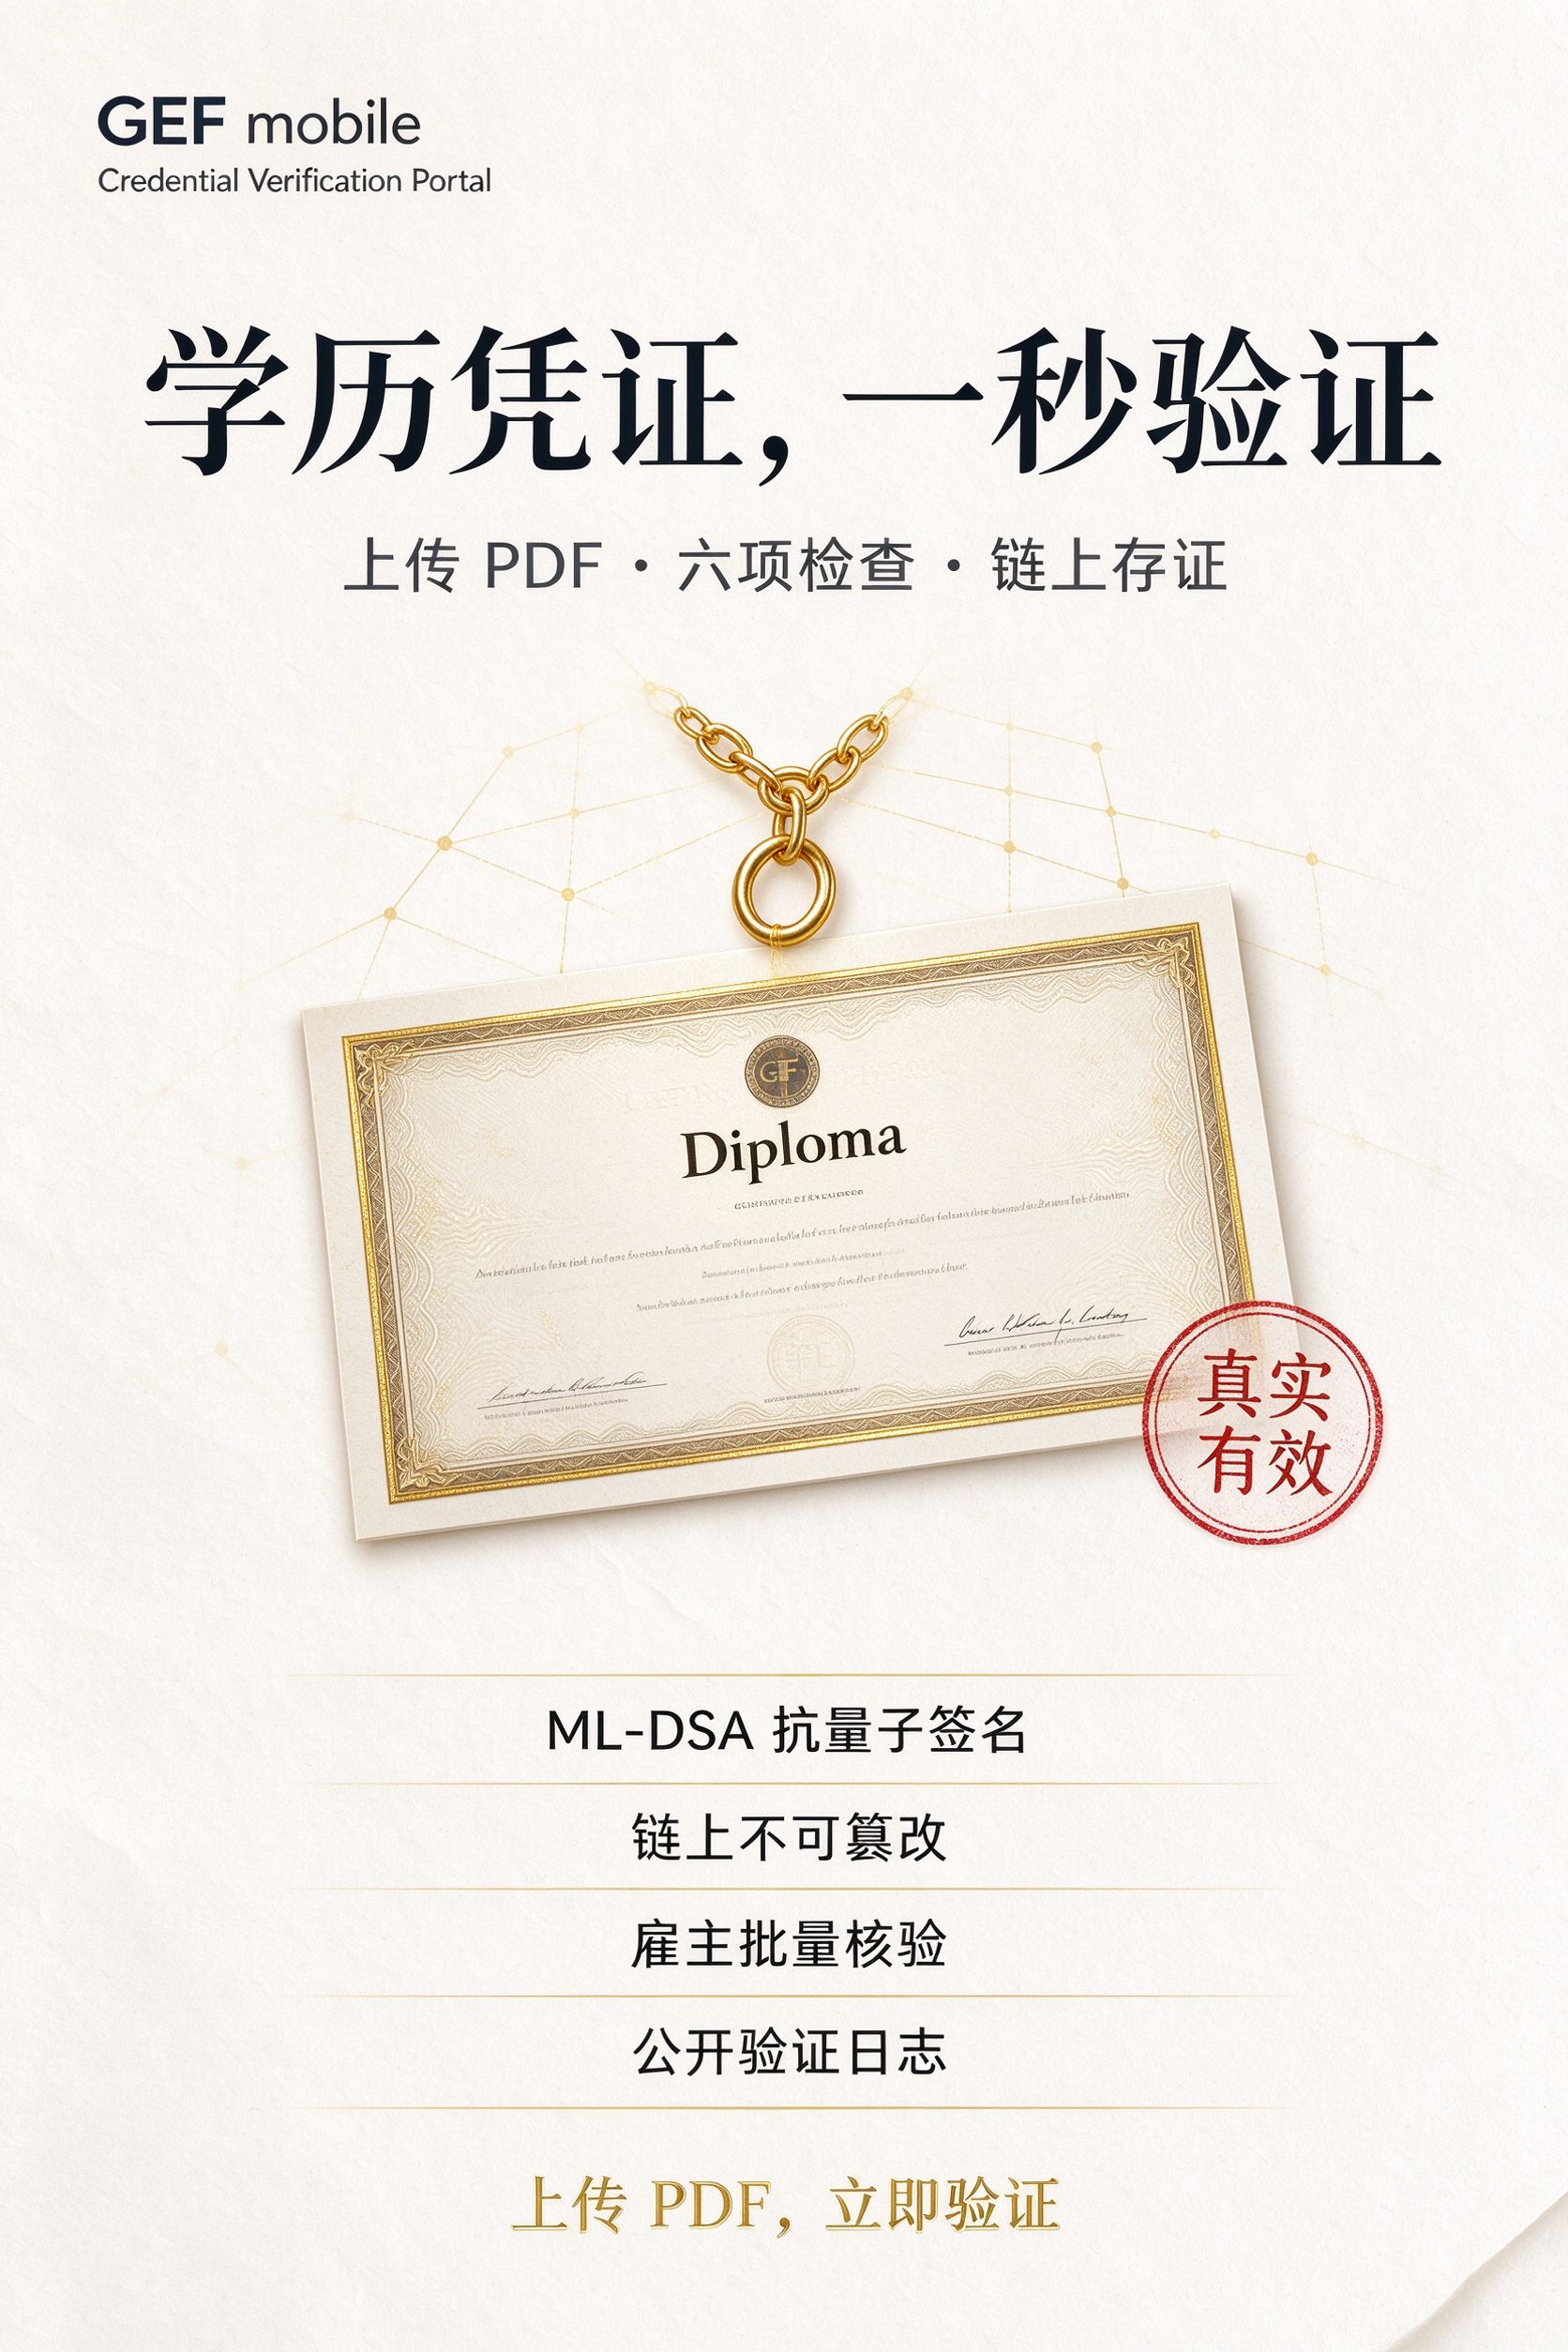 GEF mobile
Credential Verification Portal
学历凭证，一秒验证
上传 PDF · 六项检查 · 链上存证
GF
Diploma
真实
有效
ML-DSA 抗量子签名
链上不可篡改
雇主批量核验
公开验证日志
上传 PDF，立即验证